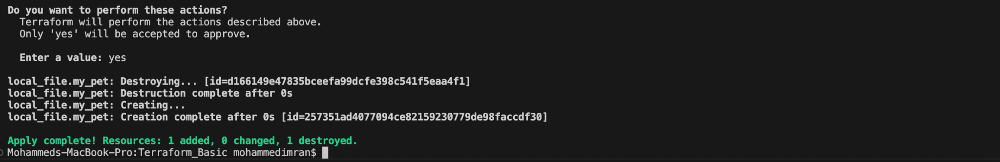 Do you want to perform these actions?
Terraform will perform the actions described above.
Only 'yes' will be accepted to approve.
Enter a value: yes
local_file.my_pet: Destroying... [id=d166149e47835bceefa99dcfe398c541f5eaa4f1]
local_file.my_pet: Destruction complete after 0s
local_file.my_pet: Creating...
local_file.my_pet: Creation complete after 0s [id=257351ad4077094ce82159230779de98faccdf30]
Apply complete! Resources: 1 added, 0 changed, 1 destroyed.
Mohammeds-MacBook-Pro:Terraform_Basic mohammedimran$